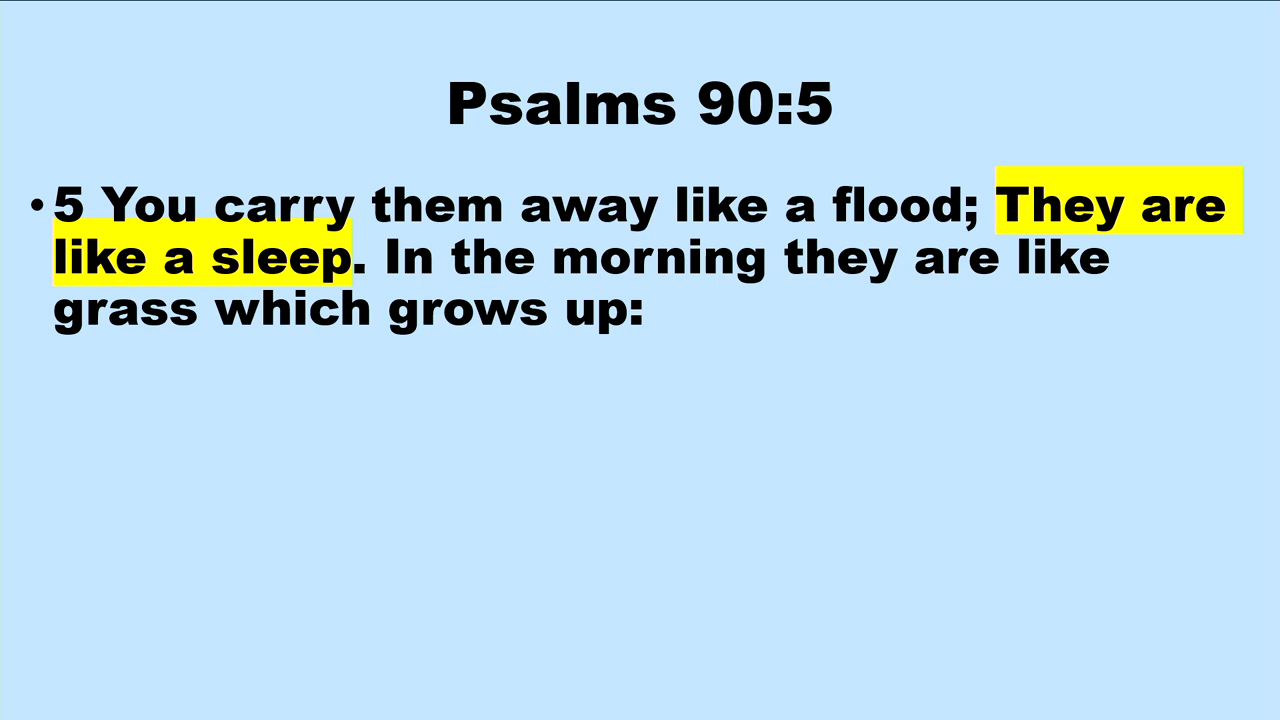 Psalms 90:5
• 5 You carry them away like a flood; They are
like a sleep. In the morning they are like
grass which grows up: